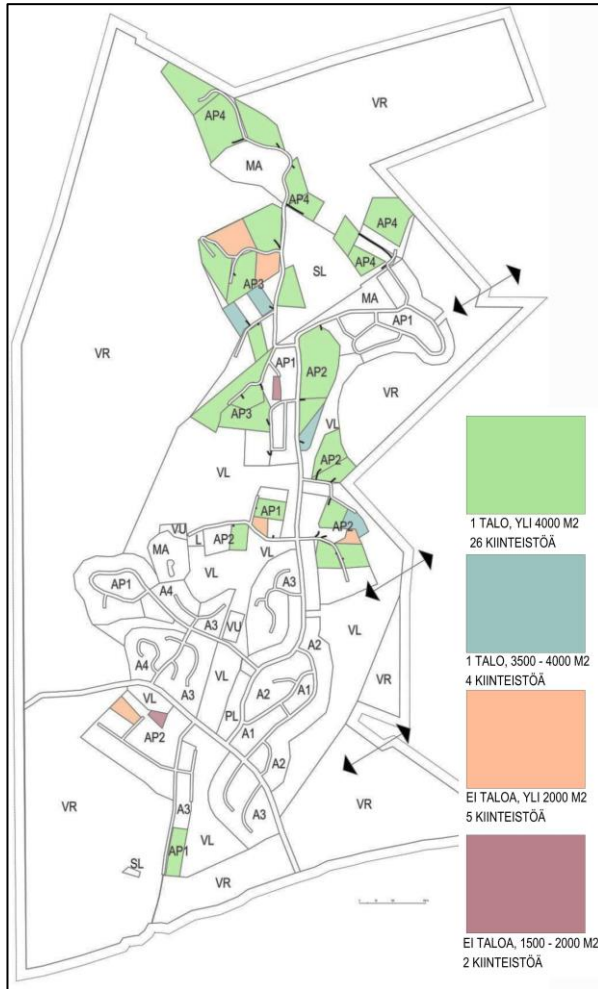 VR
AP4
MA
AP4
AP4
AP4
SL
AP3
MA
AP1
VR
AP1
AP2
VR
AP3
VL
AP2
VL
AP1
AP2
VU
L
AP2
VL
MA
VL
AP1
A4
A3
A3
VU
VL
A2
A4
A3
VL
A2
A1
VR
VL
PL
AP2
A1
A2
VR
A3
A3
VL
AP1
SL
VR
VR
1 TALO, YLI 4000 M2
26 KIINTEISTÖÄ
1 TALO, 3500 - 4000 M2
4 KIINTEISTÖÄ
EI TALOA, YLI 2000 M2
5 KIINTEISTÖÄ
EI TALOA, 1500 - 2000 M2
2 KIINTEISTÖÄ